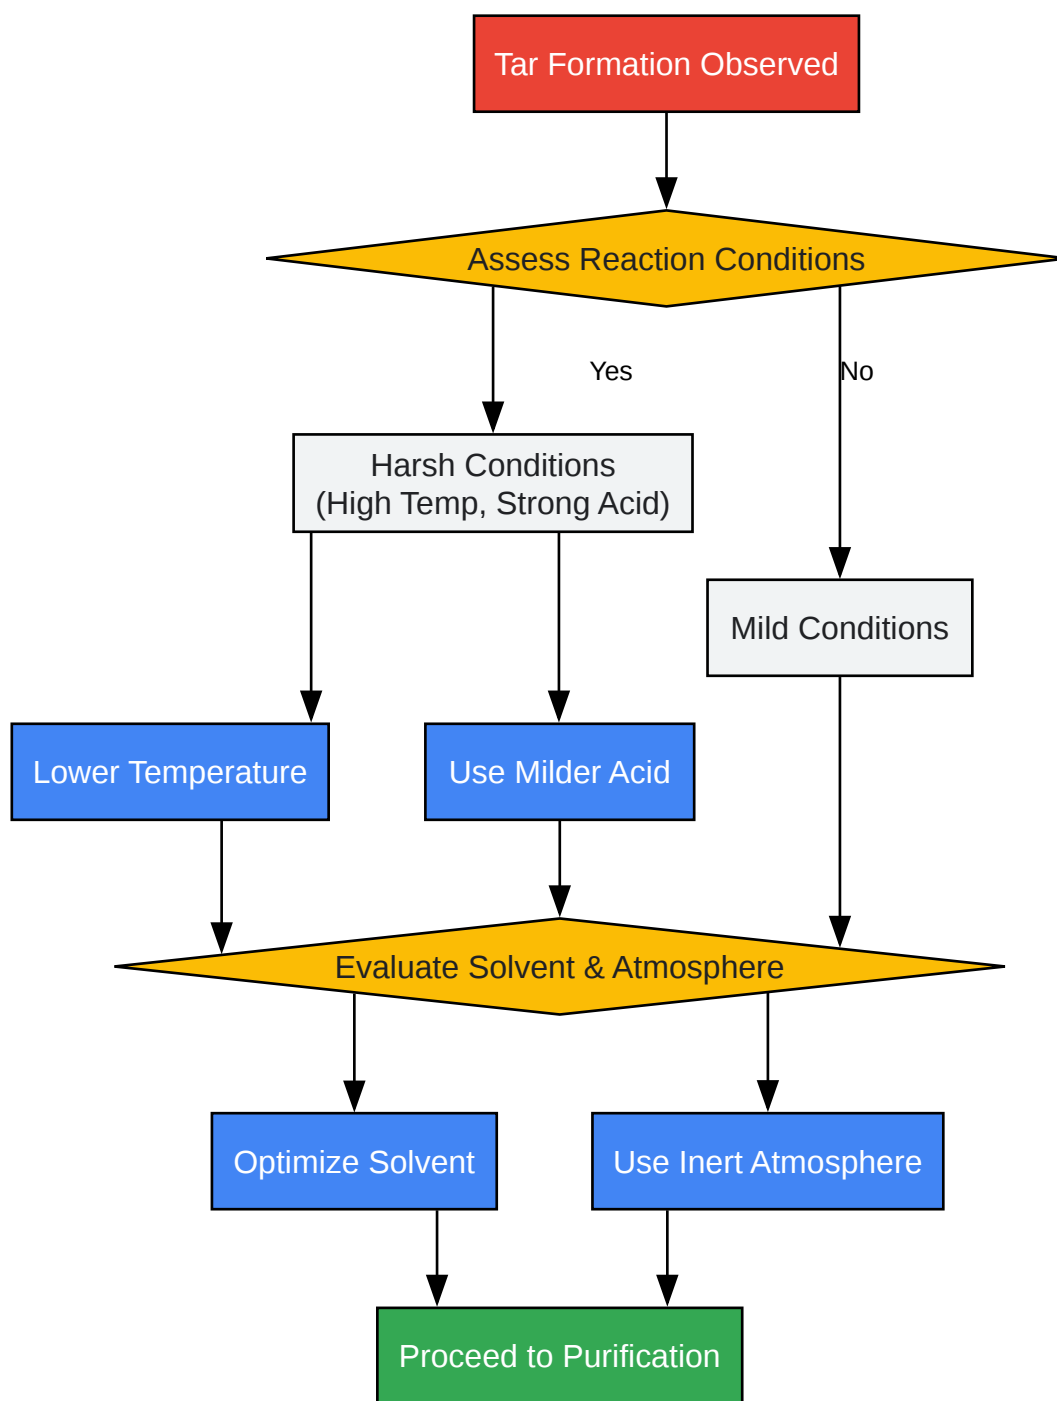 Tar Formation Observed
Assess Reaction Conditions
Yes
No
Harsh Conditions
(High Temp, Strong Acid)
Mild Conditions
Lower Temperature
Use Milder Acid
Evaluate Solvent & Atmosphere
Optimize Solvent
Use Inert Atmosphere
Proceed to Purification